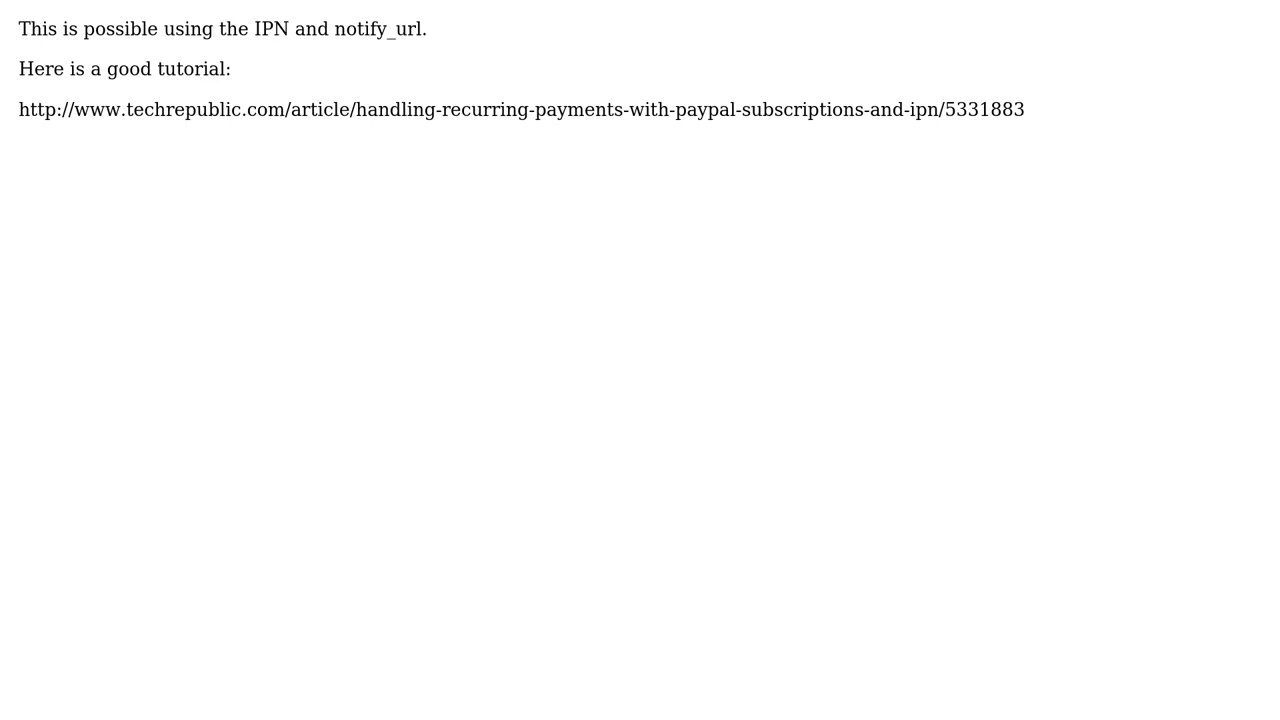 This is possible using the IPN and notify_url.
Here is a good tutorial:
http://www.techrepublic.com/article/handling-recurring-payments-with-paypal-subscriptions-and-ipn/5331883